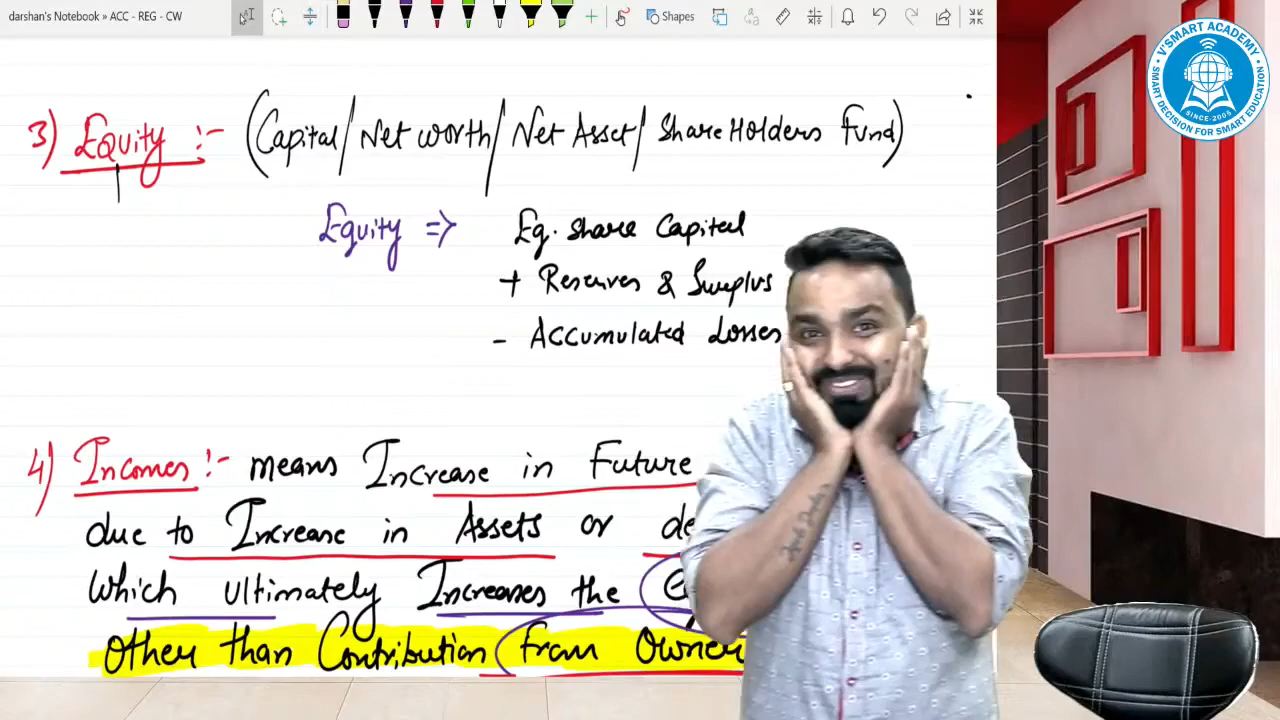 darshan's Notebook » ACC - REG - CW
Shapes
V'SMART ACADEMY
SMART DECISION FOR SMART EDUCATION
SINCE-2005
3) Equity :- (Capital/ Net worth/ Net Asset/ ShareHolders Fund)
Equity => Eq. Share Capital
+ Reserves & Surplus
- Accumulated Losses
4) Incomes :- means Increase in Future
due to Increase in Assets or de
which ultimately Increases the
other than Contribution from Owner